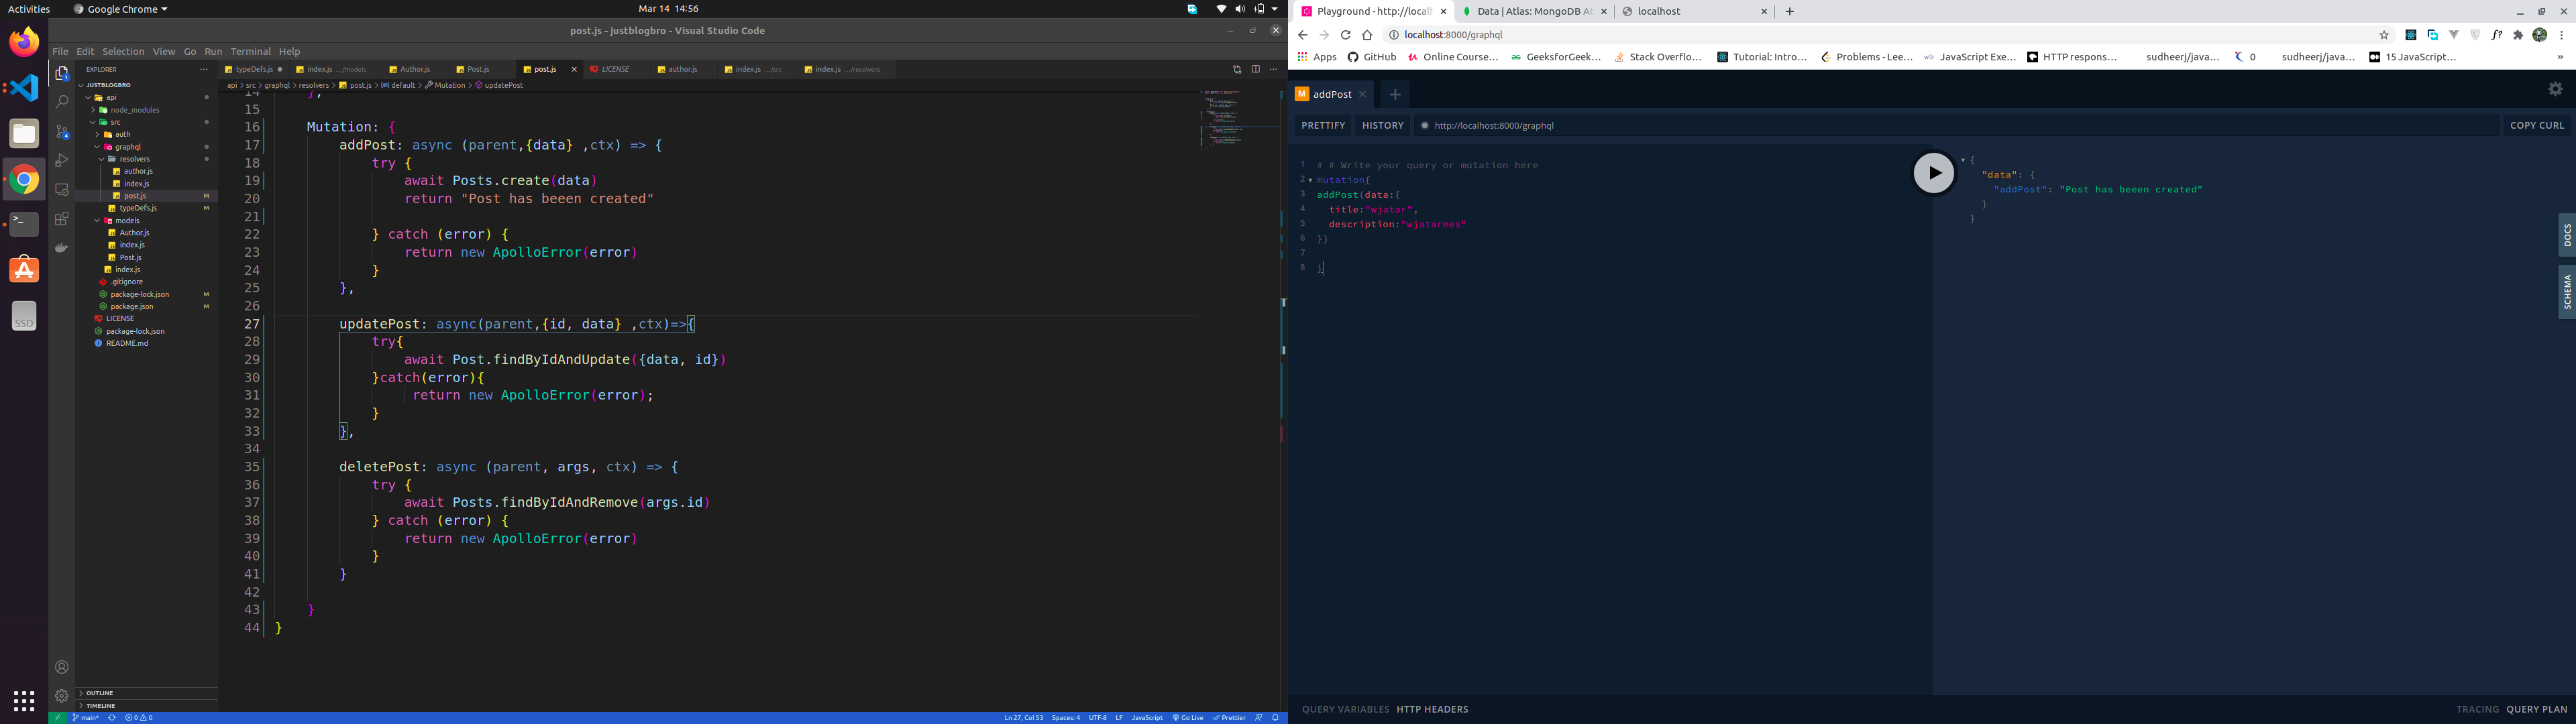 Activities Google Chrome Mar 14 14:56
post.js - justblogbro - Visual Studio Code
File Edit Selection View Go Run Terminal Help
EXPLORER
JUSTBLOGBRO
api
node_modules
src
auth
graphql
resolvers
author.js
index.js
post.js M
typeDefs.js M
models
Author.js
index.js
Post.js
index.js
.gitignore
package-lock.json M
package.json M
LICENSE
package-lock.json
README.md
OUTLINE
TIMELINE
typeDefs.js index.js .../models Author.js Post.js post.js LICENSE author.js index.js .../src index.js .../resolvers
api > src > graphql > resolvers > post.js > default > Mutation > updatePost
14 },
15
16 Mutation: {
17 addPost: async (parent,{data} ,ctx) => {
18 try {
19 await Posts.create(data)
20 return "Post has beeen created"
21
22 } catch (error) {
23 return new ApolloError(error)
24 }
25 },
26
27 updatePost: async(parent,{id, data} ,ctx)=>{
28 try{
29 await Post.findByIdAndUpdate({data, id})
30 }catch(error){
31 return new ApolloError(error);
32 }
33 },
34
35 deletePost: async (parent, args, ctx) => {
36 try {
37 await Posts.findByIdAndRemove(args.id)
38 } catch (error) {
39 return new ApolloError(error)
40 }
41 }
42
43 }
44 }
main* 0 0 Ln 27, Col 53 Spaces: 4 UTF-8 LF JavaScript Go Live Prettier
SSD
Playground - http://local Data | Atlas: MongoDB At localhost
localhost:8000/graphql
Apps GitHub Online Course... GeeksforGeek... Stack Overflo... Tutorial: Intro... Problems - Lee... JavaScript Exe... HTTP respons... sudheerj/java... 0 sudheerj/java... 15 JavaScript... »
M addPost
PRETTIFY HISTORY http://localhost:8000/graphql COPY CURL
1 # # Write your query or mutation here
2 mutation{
3 addPost(data:{
4 title:"wjatar",
5 description:"wjatarees"
6 })
7
8 }
{
"data": {
"addPost": "Post has beeen created"
}
}
DOCS
SCHEMA
QUERY VARIABLES HTTP HEADERS TRACING QUERY PLAN